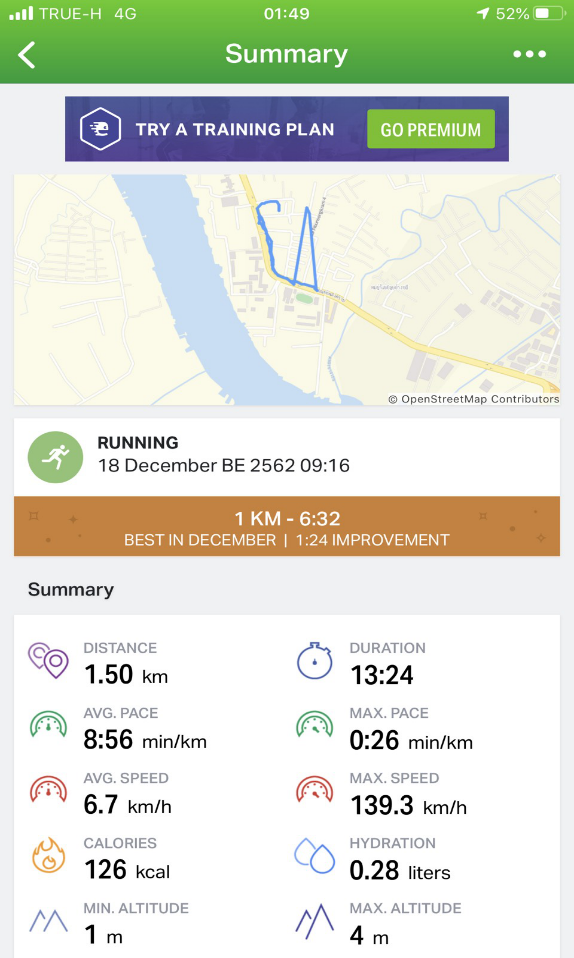 TRUE-H 4G 01:49 52%
Summary
TRY A TRAINING PLAN GO PREMIUM
© OpenStreetMap Contributors
RUNNING
18 December BE 2562 09:16
1 KM - 6:32
BEST IN DECEMBER | 1:24 IMPROVEMENT
Summary
DISTANCE DURATION
1.50 km 13:24
AVG. PACE MAX. PACE
8:56 min/km 0:26 min/km
AVG. SPEED MAX. SPEED
6.7 km/h 139.3 km/h
CALORIES HYDRATION
126 kcal 0.28 liters
MIN. ALTITUDE MAX. ALTITUDE
1 m 4 m